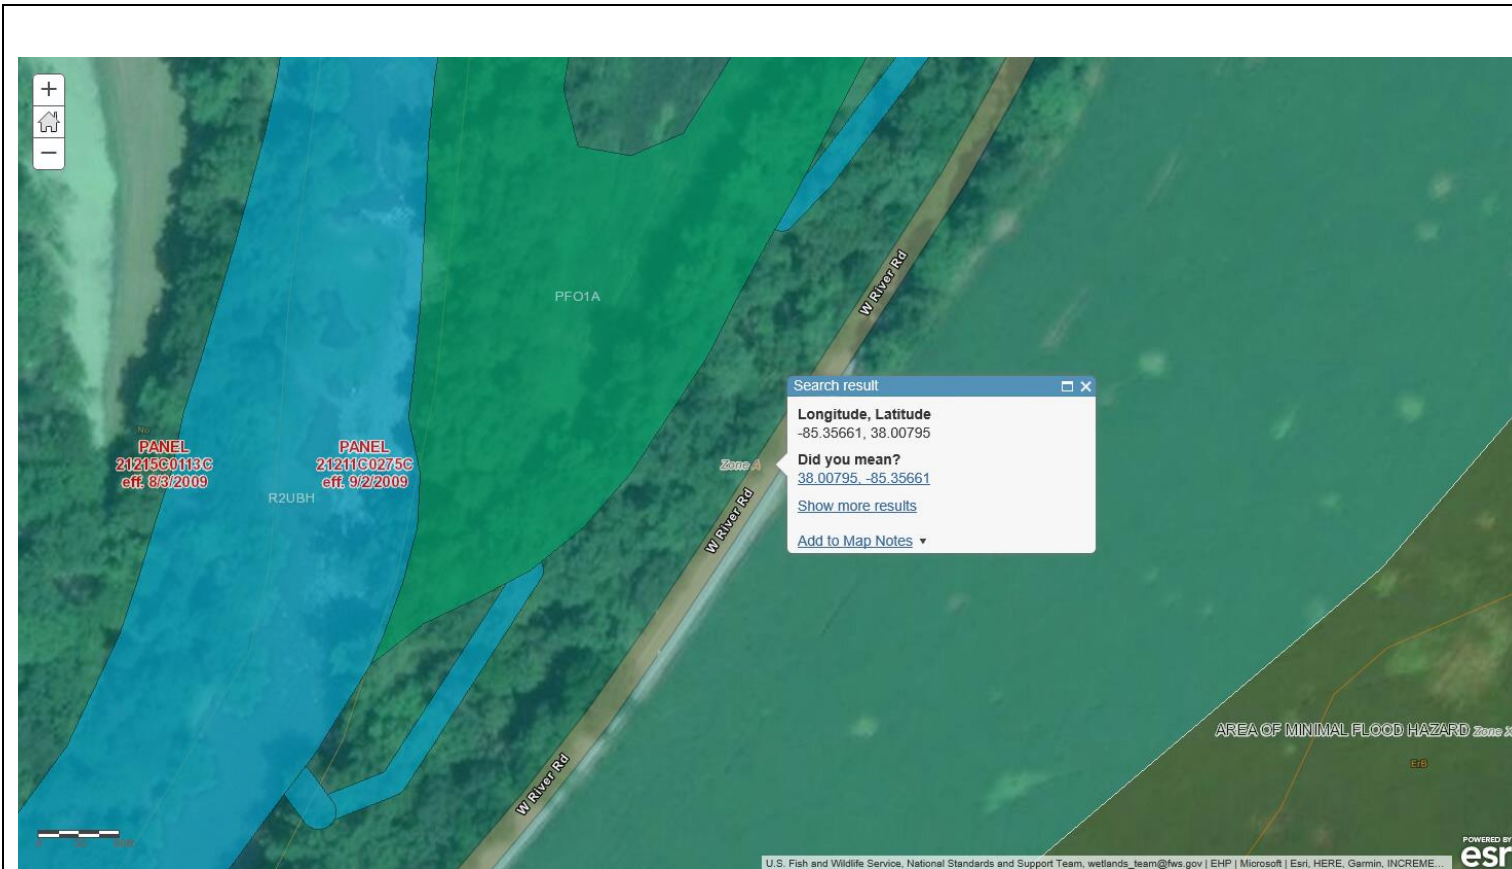 +
−
PFO1A
W River Rd
Search result
Longitude, Latitude
-85.35661, 38.00795
Did you mean?
38.00795, -85.35661
Show more results
Add to Map Notes
Zone A
No
PANEL
21215C0113C
eff. 8/3/2009
PANEL
21211C0275C
eff. 9/2/2009
R2UBH
W River Rd
W River Rd
AREA OF MINIMAL FLOOD HAZARD Zone X
ErB
U.S. Fish and Wildlife Service, National Standards and Support Team, wetlands_team@fws.gov | EHP | Microsoft | Esri, HERE, Garmin, INCREME...
POWERED BY
esri